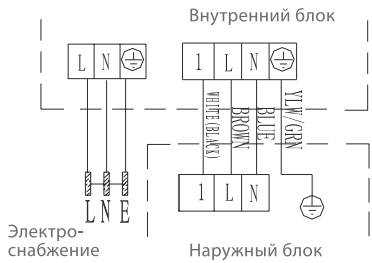 Внутренний блок
L N
1 L N
WHITE(BLACK)
BROWN
BLUE
YLW/GRN
1 L N
L N E
Электро-
снабжение
Наружный блок